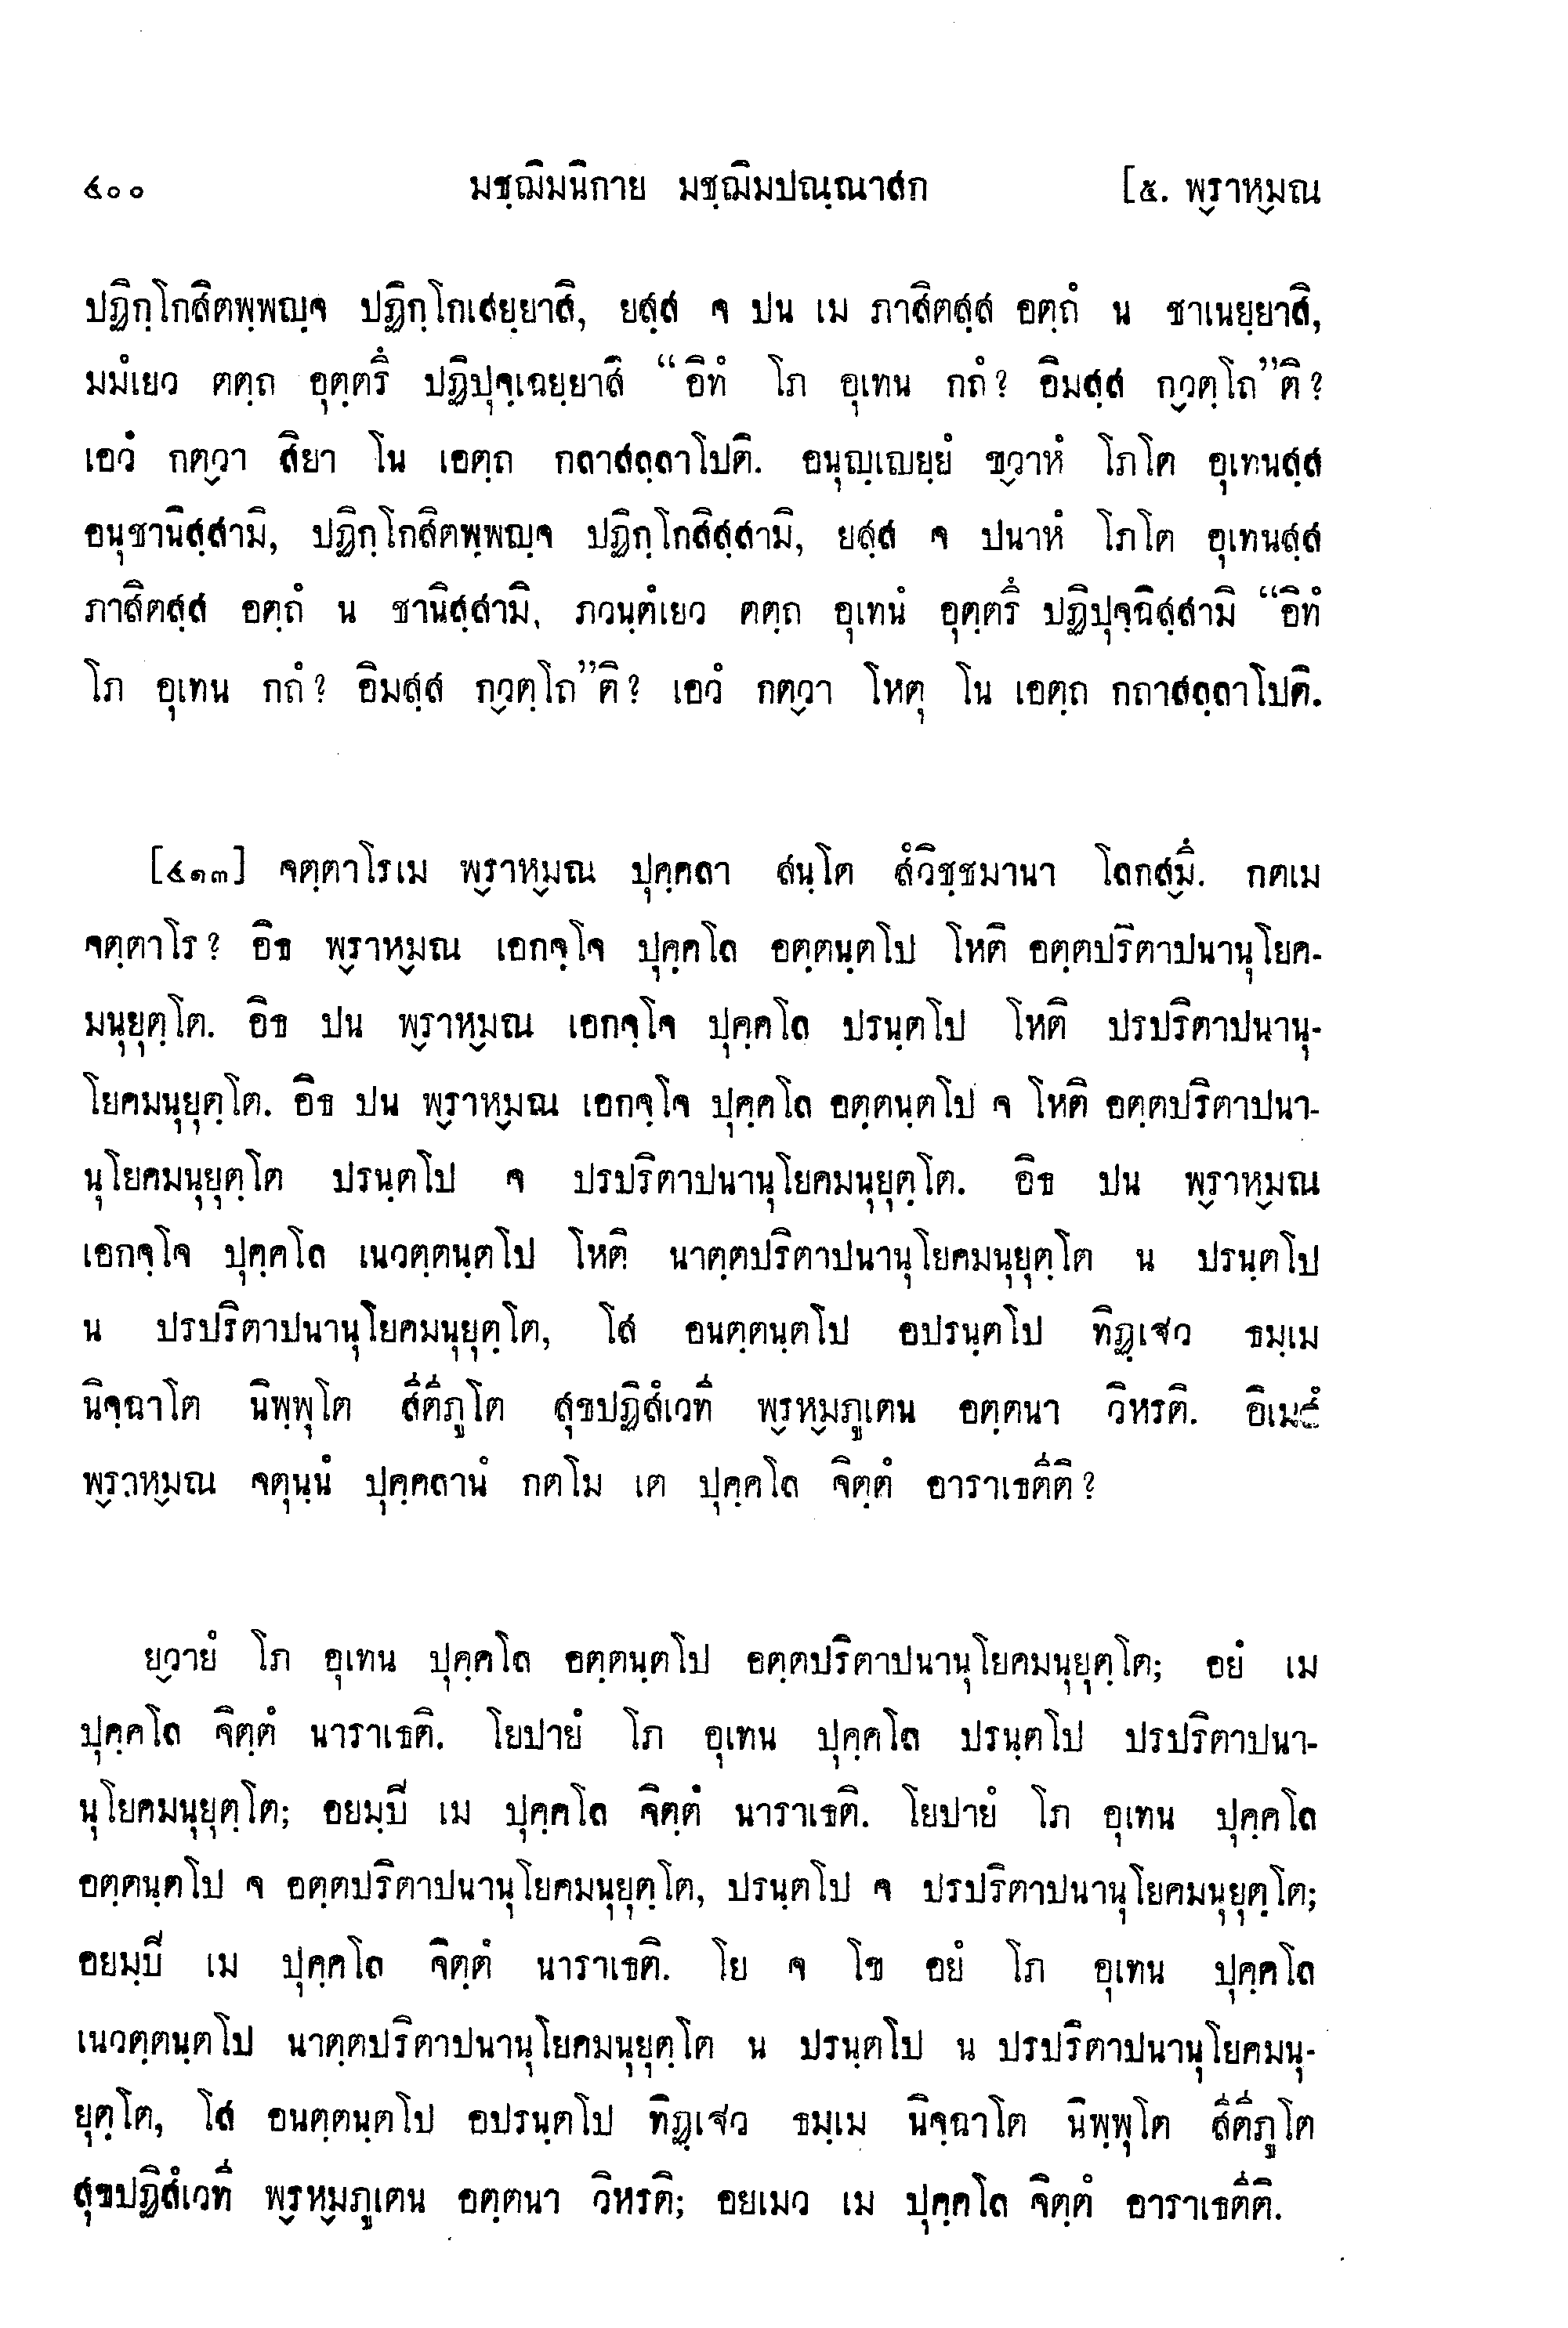 ๔๐๐ มชฺฌิมนิกาย มชฺฌิมปณฺณาสก [๕. พ๎ราห๎มณ
ปฏิกฺโกสิตพฺพญฺจ ปฏิกฺโกเสยฺยาสิ, ยสฺส จ ปน เม ภาสิตสฺส อตฺถํ น ชาเนยฺยาสิ,
มมํเยว ตตฺถ อุตฺตรึ ปฏิปุจฺเฉยฺยาสิ “อิทํ โภ อุเทน กถํ? อิมสฺส ก๎วตฺโถ”ติ?
เอวํ กต๎วา สิยา โน เอตฺถ กถาสลฺลาโปติ. อนุญฺเญยฺยํ ข๎วาหํ โภโต อุเทนสฺส
อนุชานิสฺสามิ, ปฏิกฺโกสิตพฺพญฺจ ปฏิกฺโกสิสฺสามิ, ยสฺส จ ปนาหํ โภโต อุเทนสฺส
ภาสิตสฺส อตฺถํ น ชานิสฺสามิ, ภวนฺตํเยว ตตฺถ อุเทนํ อุตฺตรึ ปฏิปุจฺฉิสฺสามิ “อิทํ
โภ อุเทน กถํ? อิมสฺส ก๎วตฺโถ”ติ? เอวํ กต๎วา โหตุ โน เอตฺถ กถาสลฺลาโปติ.
[๔๑๓] จตฺตาโรเม พ๎ราห๎มณ ปุคฺคลา สนฺโต สํวิชฺชมานา โลกส๎มึ. กตเม
จตฺตาโร? อิธ พ๎ราห๎มณ เอกจฺโจ ปุคฺคโล อตฺตนฺตโป โหติ อตฺตปริตาปนานุโยค-
มนุยุตฺโต. อิธ ปน พ๎ราห๎มณ เอกจฺโจ ปุคฺคโล ปรนฺตโป โหติ ปรปริตาปนานุ-
โยคมนุยุตฺโต. อิธ ปน พ๎ราห๎มณ เอกจฺโจ ปุคฺคโล อตฺตนฺตโป จ โหติ อตฺตปริตาปนา-
นุโยคมนุยุตฺโต ปรนฺตโป จ ปรปริตาปนานุโยคมนุยุตฺโต. อิธ ปน พ๎ราห๎มณ
เอกจฺโจ ปุคฺคโล เนวตฺตนฺตโป โหติ นาตฺตปริตาปนานุโยคมนุยุตฺโต น ปรนฺตโป
น ปรปริตาปนานุโยคมนุยุตฺโต, โส อนตฺตนฺตโป อปรนฺตโป ทิฏฺเฐว ธมฺเม
นิจฺฉาโต นิพฺพุโต สีตีภูโต สุขปฏิสํเวที พ๎รห๎มภูเตน อตฺตนา วิหรติ. อิเมสํ
พ๎ราห๎มณ จตุนฺนํ ปุคฺคลานํ กตโม เต ปุคฺคโล จิตฺตํ อาราเธตีติ?
ย๎วายํ โภ อุเทน ปุคฺคโล อตฺตนฺตโป อตฺตปริตาปนานุโยคมนุยุตฺโต; อยํ เม
ปุคฺคโล จิตฺตํ นาราเธติ. โยปายํ โภ อุเทน ปุคฺคโล ปรนฺตโป ปรปริตาปนา-
นุโยคมนุยุตฺโต; อยมฺปี เม ปุคฺคโล จิตฺตํ นาราเธติ. โยปายํ โภ อุเทน ปุคฺคโล
อตฺตนฺตโป จ อตฺตปริตาปนานุโยคมนุยุตฺโต, ปรนฺตโป จ ปรปริตาปนานุโยคมนุยุตฺโต;
อยมฺปี เม ปุคฺคโล จิตฺตํ นาราเธติ. โย จ โข อยํ โภ อุเทน ปุคฺคโล
เนวตฺตนฺตโป นาตฺตปริตาปนานุโยคมนุยุตฺโต น ปรนฺตโป น ปรปริตาปนานุโยคมนุ-
ยุตฺโต, โส อนตฺตนฺตโป อปรนฺตโป ทิฏฺเฐว ธมฺเม นิจฺฉาโต นิพฺพุโต สีตีภูโต
สุขปฏิสํเวที พ๎รห๎มภูเตน อตฺตนา วิหรติ; อยเมว เม ปุคฺคโล จิตฺตํ อาราเธตีติ.